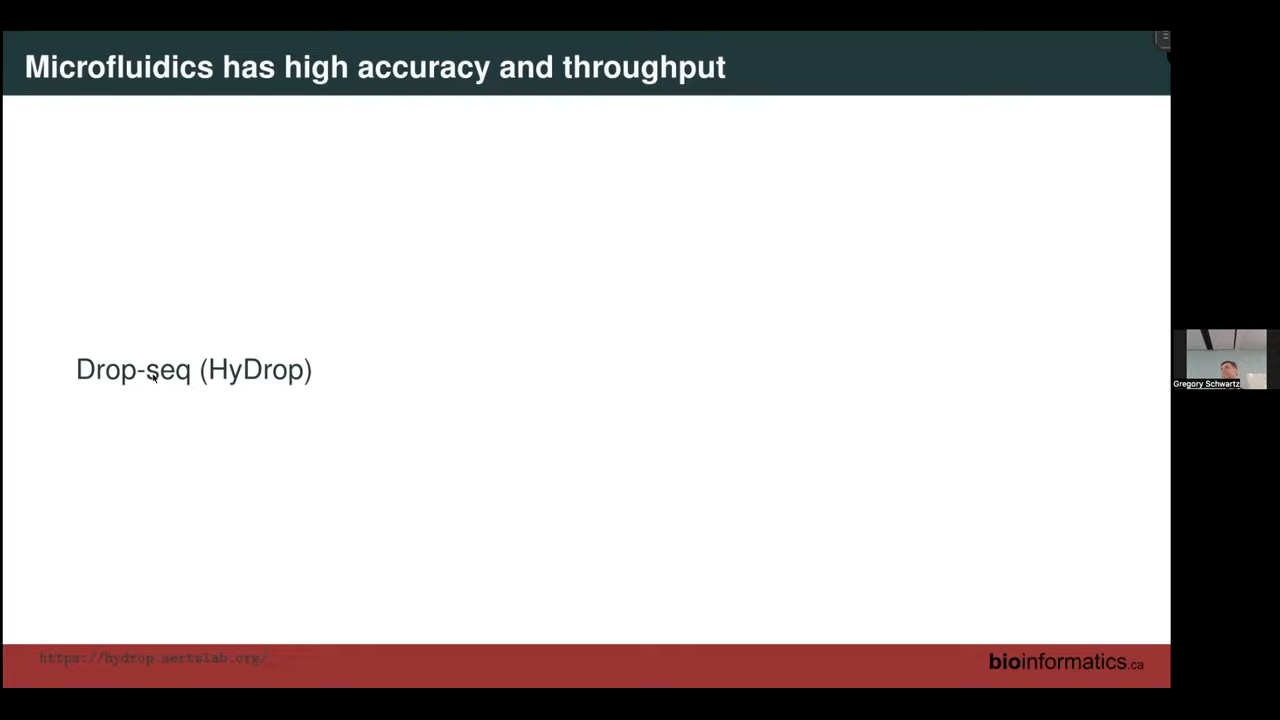 Microfluidics has high accuracy and throughput
Drop-seq (HyDrop)
Gregory Schwartz
https://hydrop.aertslab.org/
bioinformatics.ca